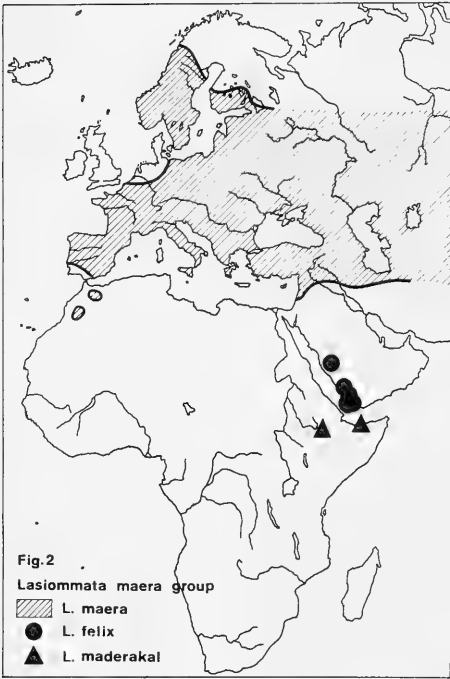 Fig.2
Lasiommata maera group
L. maera
L. felix
L. maderakal